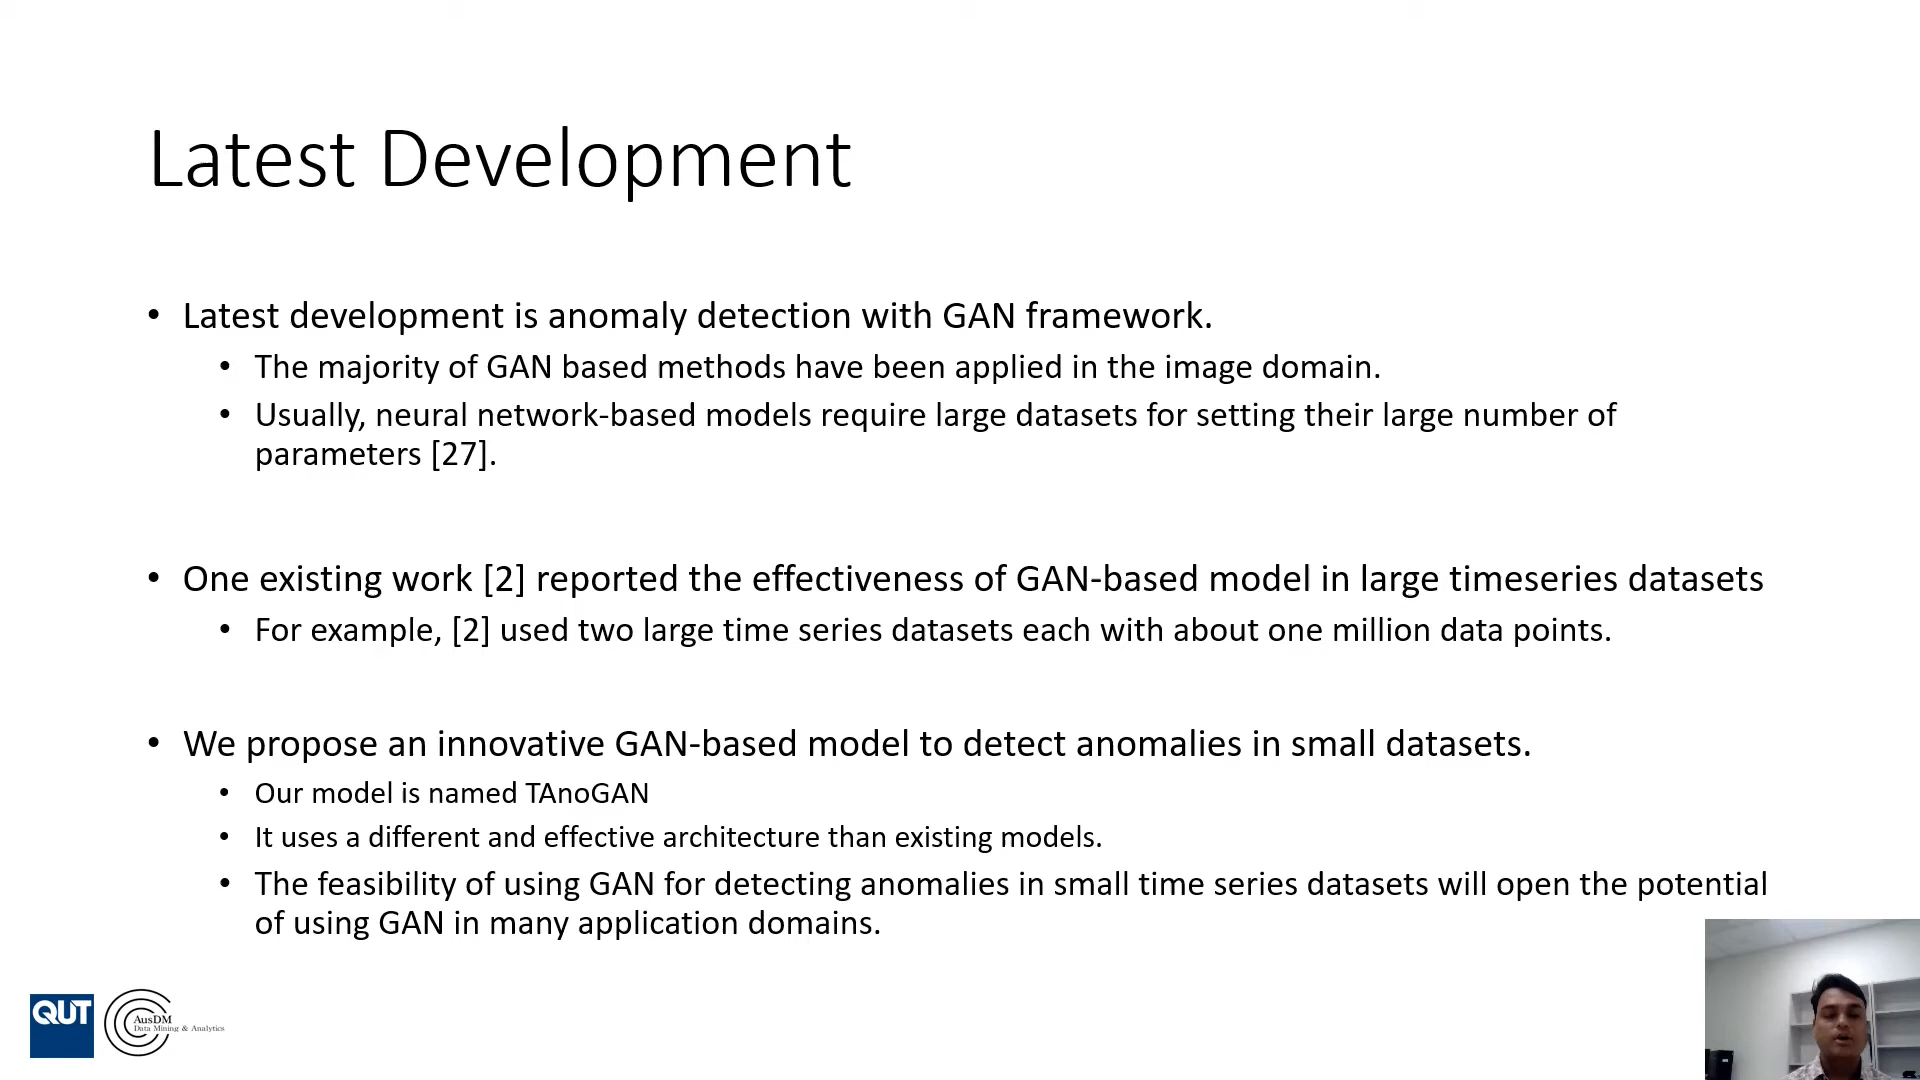 Latest Development
• Latest development is anomaly detection with GAN framework.
• The majority of GAN based methods have been applied in the image domain.
• Usually, neural network-based models require large datasets for setting their large number of
parameters [27].
• One existing work [2] reported the effectiveness of GAN-based model in large timeseries datasets
• For example, [2] used two large time series datasets each with about one million data points.
• We propose an innovative GAN-based model to detect anomalies in small datasets.
• Our model is named TAnoGAN
• It uses a different and effective architecture than existing models.
• The feasibility of using GAN for detecting anomalies in small time series datasets will open the potential
of using GAN in many application domains.
QUT
AusDM
Data Mining & Analytics